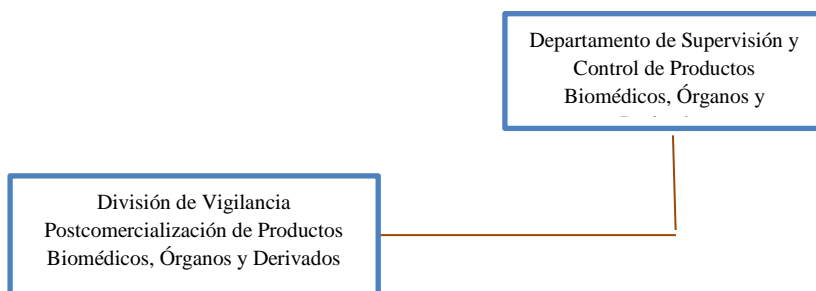 Departamento de Supervisión y
Control de Productos
Biomédicos, Órganos y
División de Vigilancia
Postcomercialización de Productos
Biomédicos, Órganos y Derivados